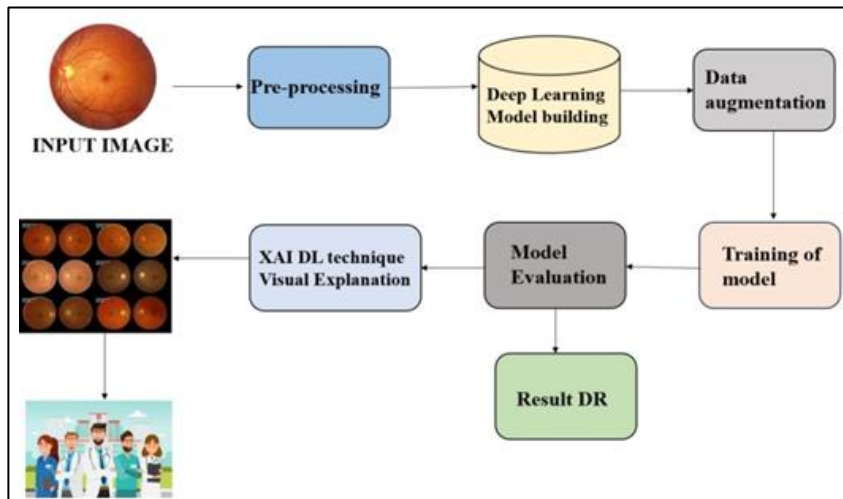 INPUT IMAGE
Pre-processing
Deep Learning
Model building
Data
augmentation
Training of
model
Model
Evaluation
XAI DL technique
Visual Explanation
Result DR